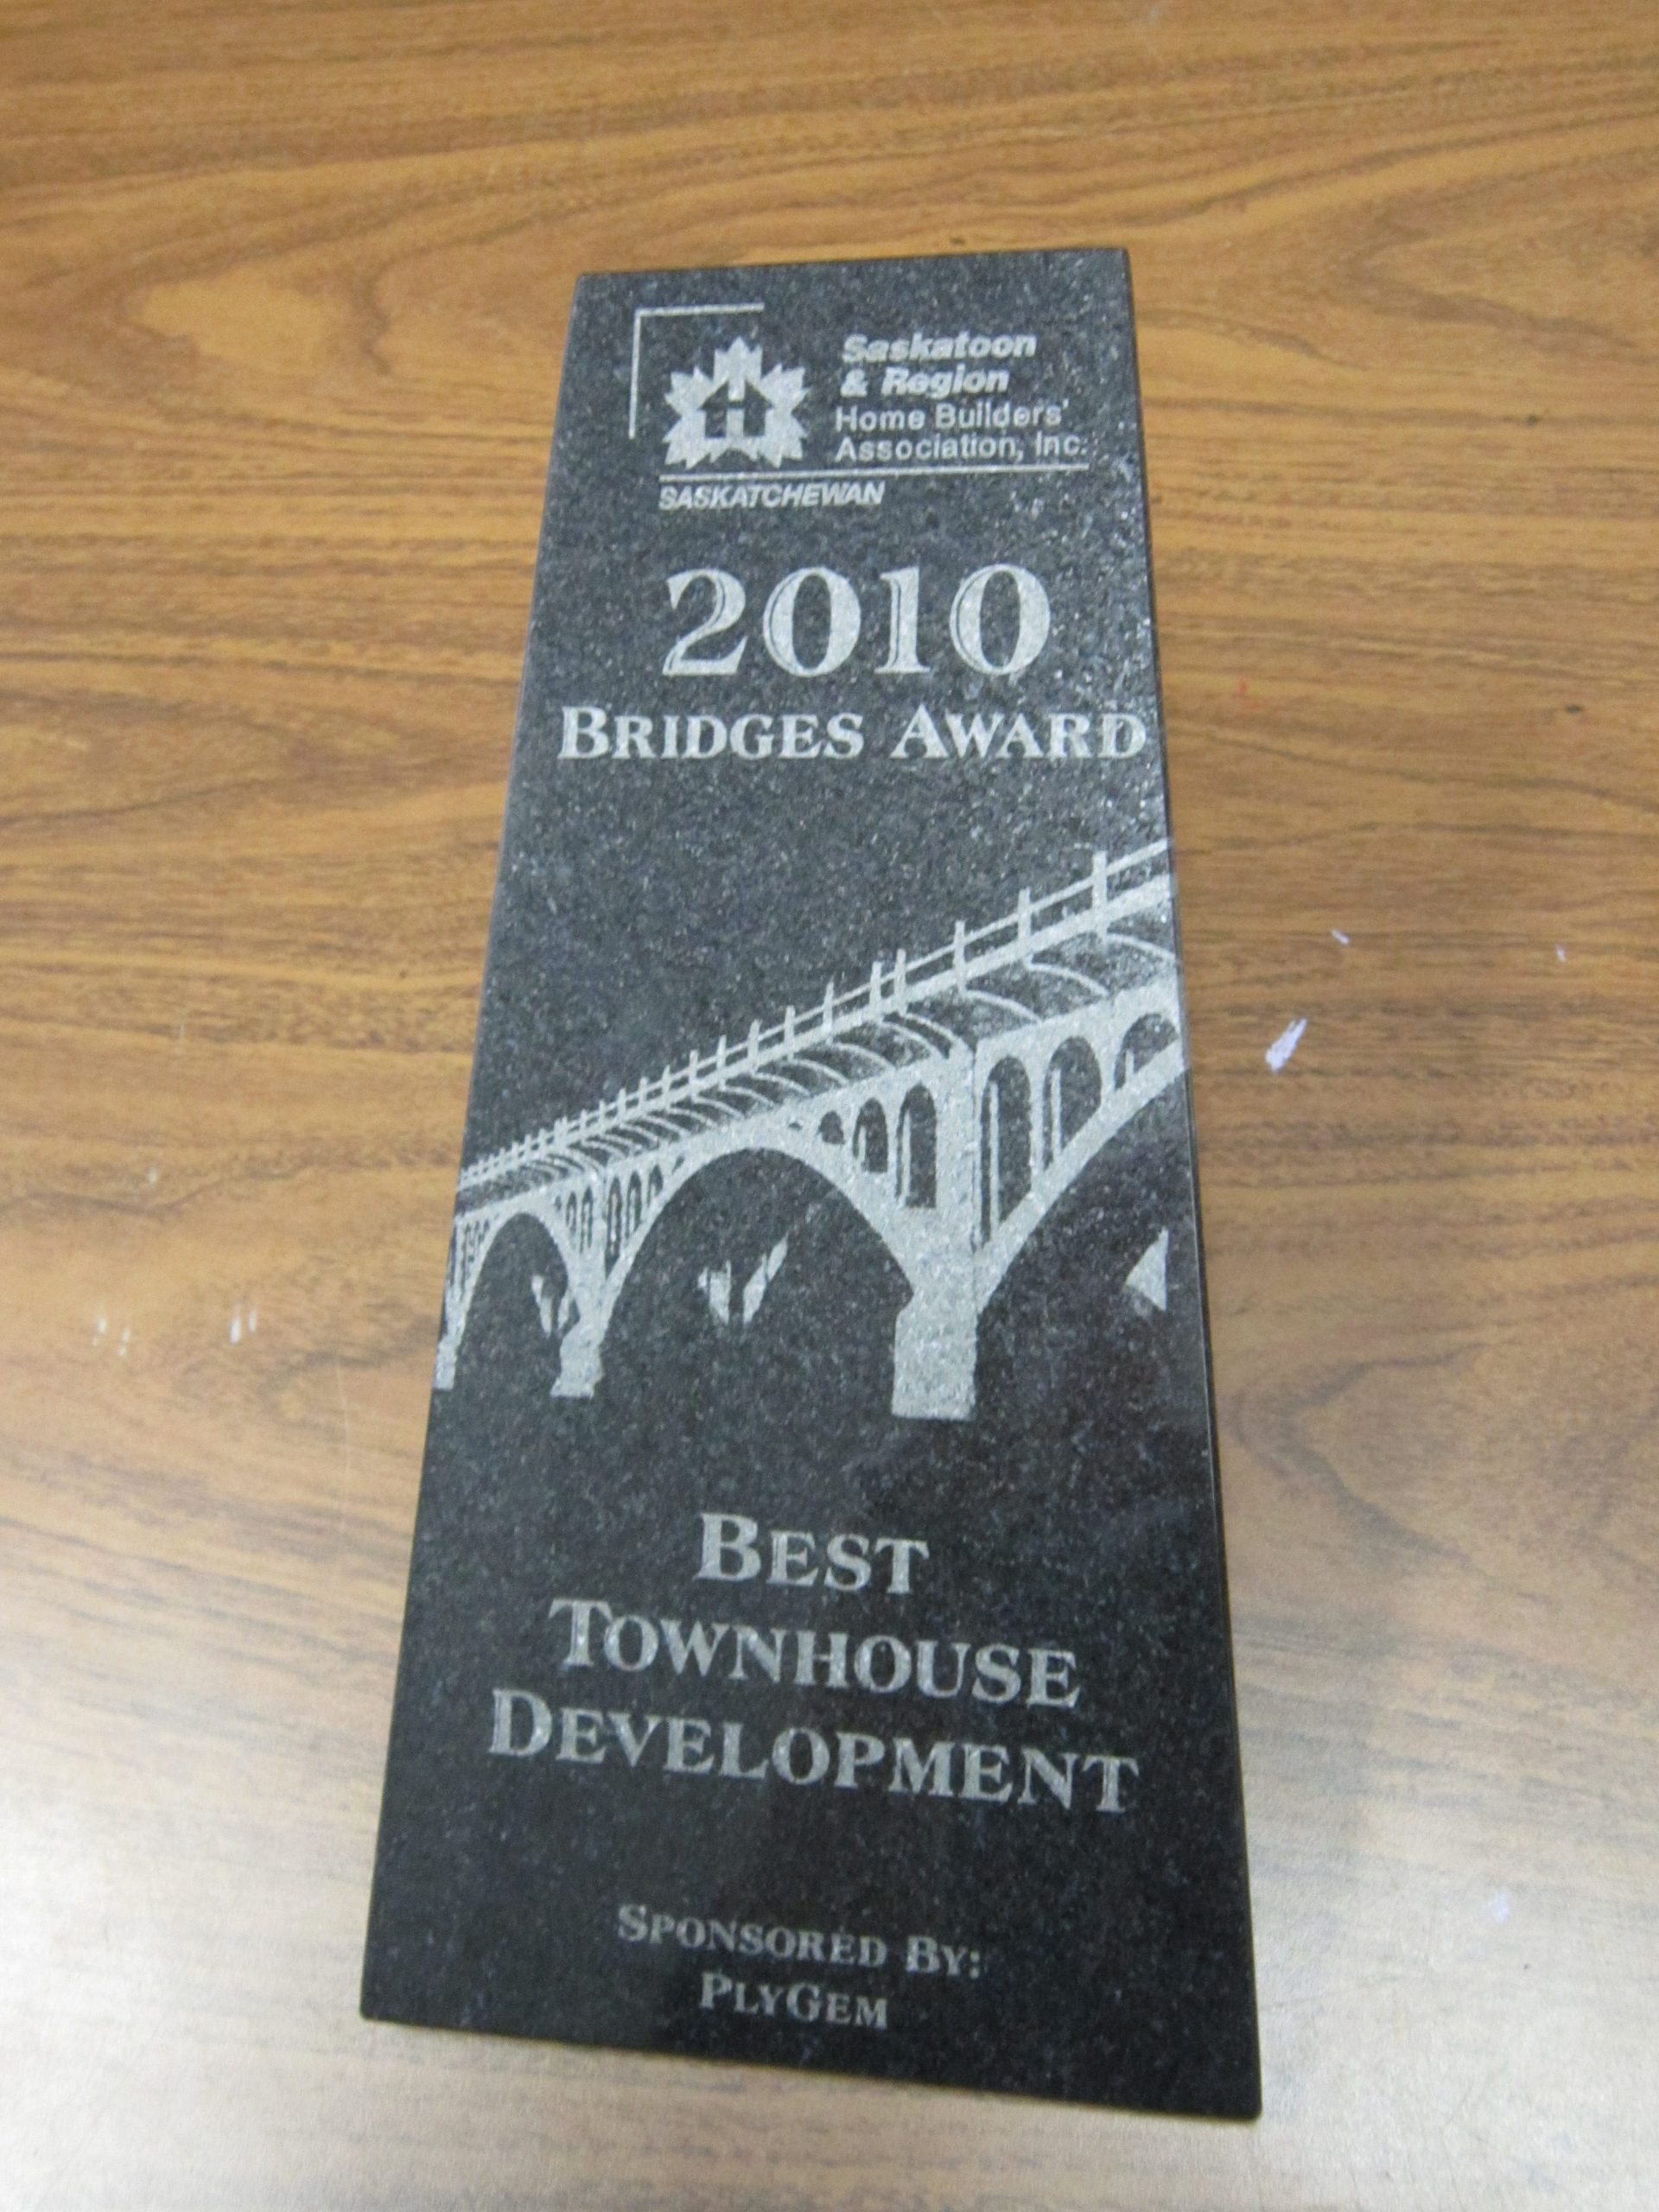 Saskatoon
& Region
Home Builders'
Association, Inc.
SASKATCHEWAN
2010
BRIDGES AWARD
BEST
TOWNHOUSE
DEVELOPMENT
SPONSORED BY:
PLYGEM